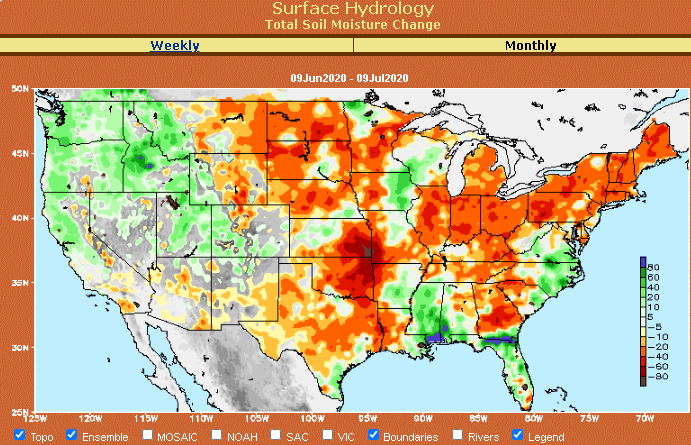 Surface Hydrology
Total Soil Moisture Change
Weekly Monthly
09Jun2020 - 09Jul2020
50N
45N
40N
35N
30N
25N
80
60
40
20
10
5
-5
-10
-20
-40
-60
-80
125W 120W 115W 110W 105W 100W 95W 90W 85W 80W 75W 70W
Topo Ensemble MOSAIC NOAH SAC VIC Boundaries Rivers Legend